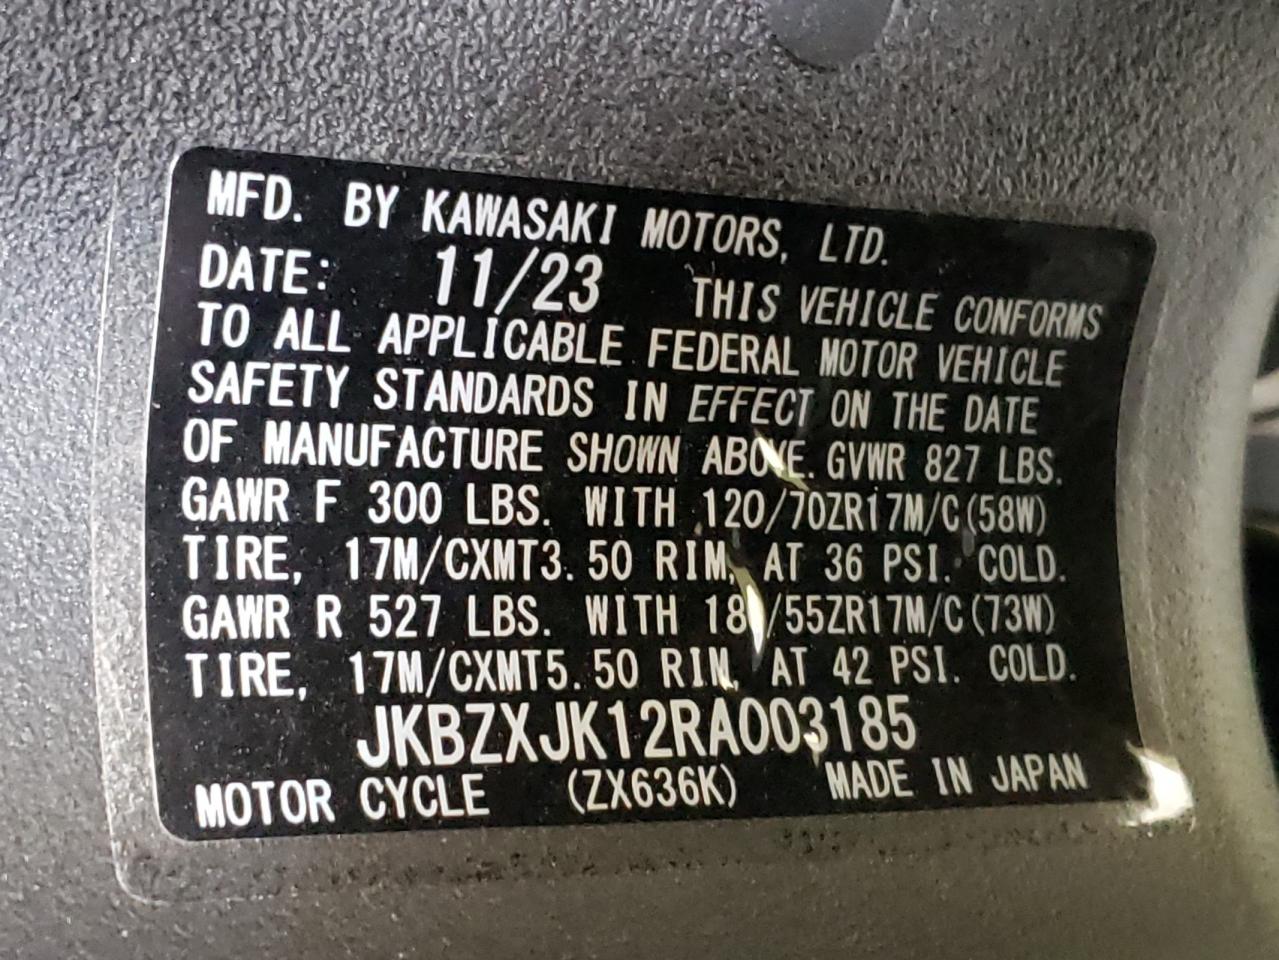 MFD. BY KAWASAKI MOTORS, LTD.
DATE: 11/23 THIS VEHICLE CONFORMS
TO ALL APPLICABLE FEDERAL MOTOR VEHICLE
SAFETY STANDARDS IN EFFECT ON THE DATE
OF MANUFACTURE SHOWN ABOVE. GVWR 827 LBS.
GAWR F 300 LBS. WITH 120/70ZR17M/C(58W)
TIRE, 17M/CXMT3.50 RIM, AT 36 PSI. COLD.
GAWR R 527 LBS. WITH /55ZR17M/C(73W)
TIRE, 17M/CXMT5.50 RIM, AT 42 PSI. COLD.
JKBZXJK12RA003185
MOTOR CYCLE (ZX636K) MADE IN JAPAN